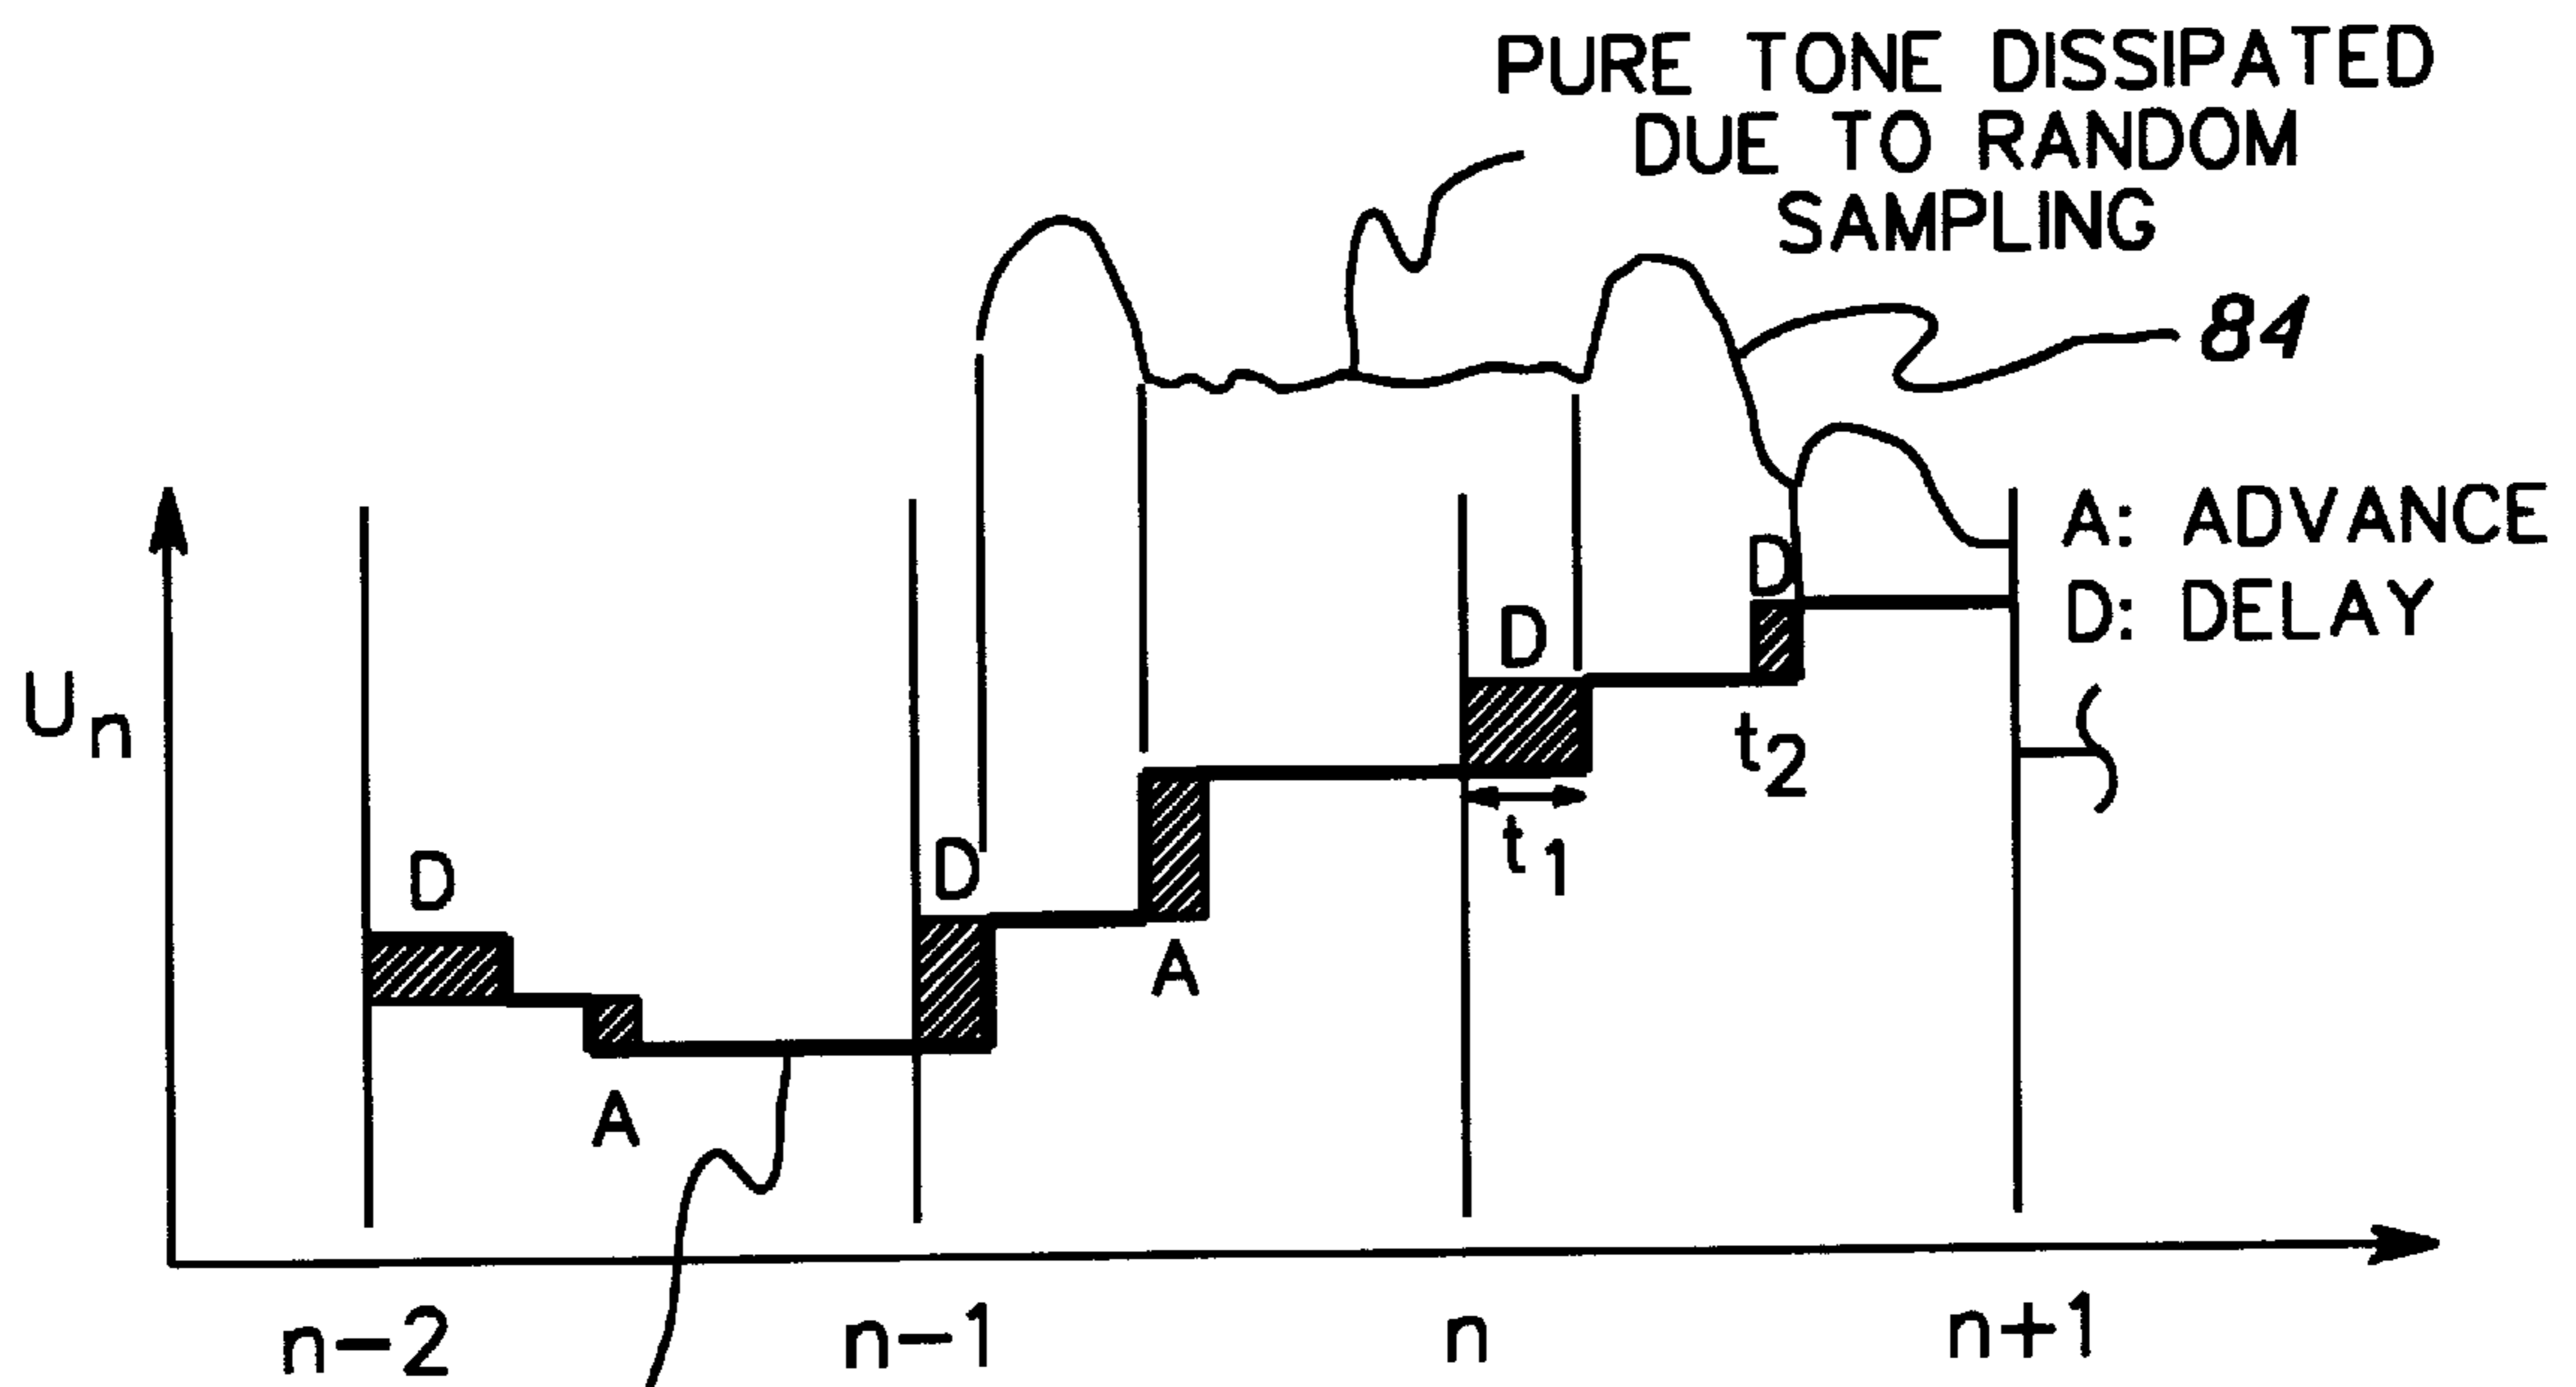 PURE TONE DISSIPATED
DUE TO RANDOM
SAMPLING
84
A: ADVANCE
D: DELAY
D
D
Un
t2
t1
D
D
A
A
n-2
n-1
n
n+1